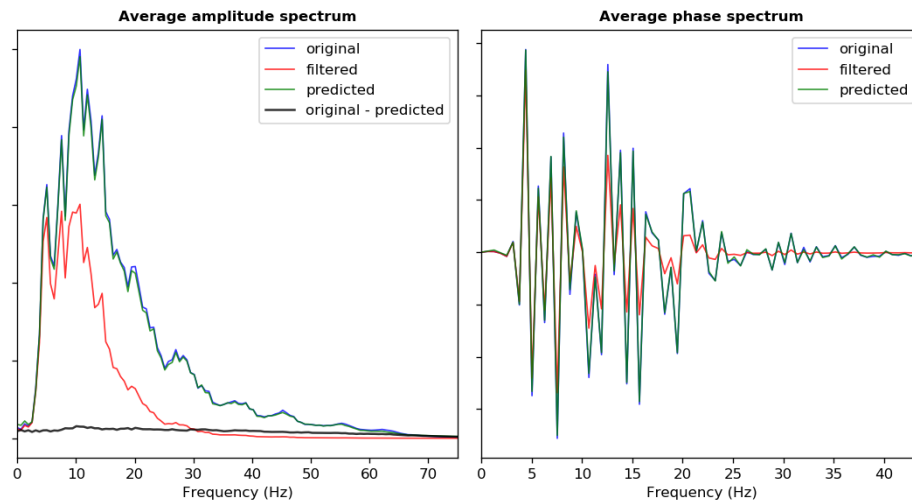 Average amplitude spectrum
original
filtered
predicted
original - predicted
0 10 20 30 40 50 60 70
Frequency (Hz)
Average phase spectrum
original
filtered
predicted
0 5 10 15 20 25 30 35 40
Frequency (Hz)